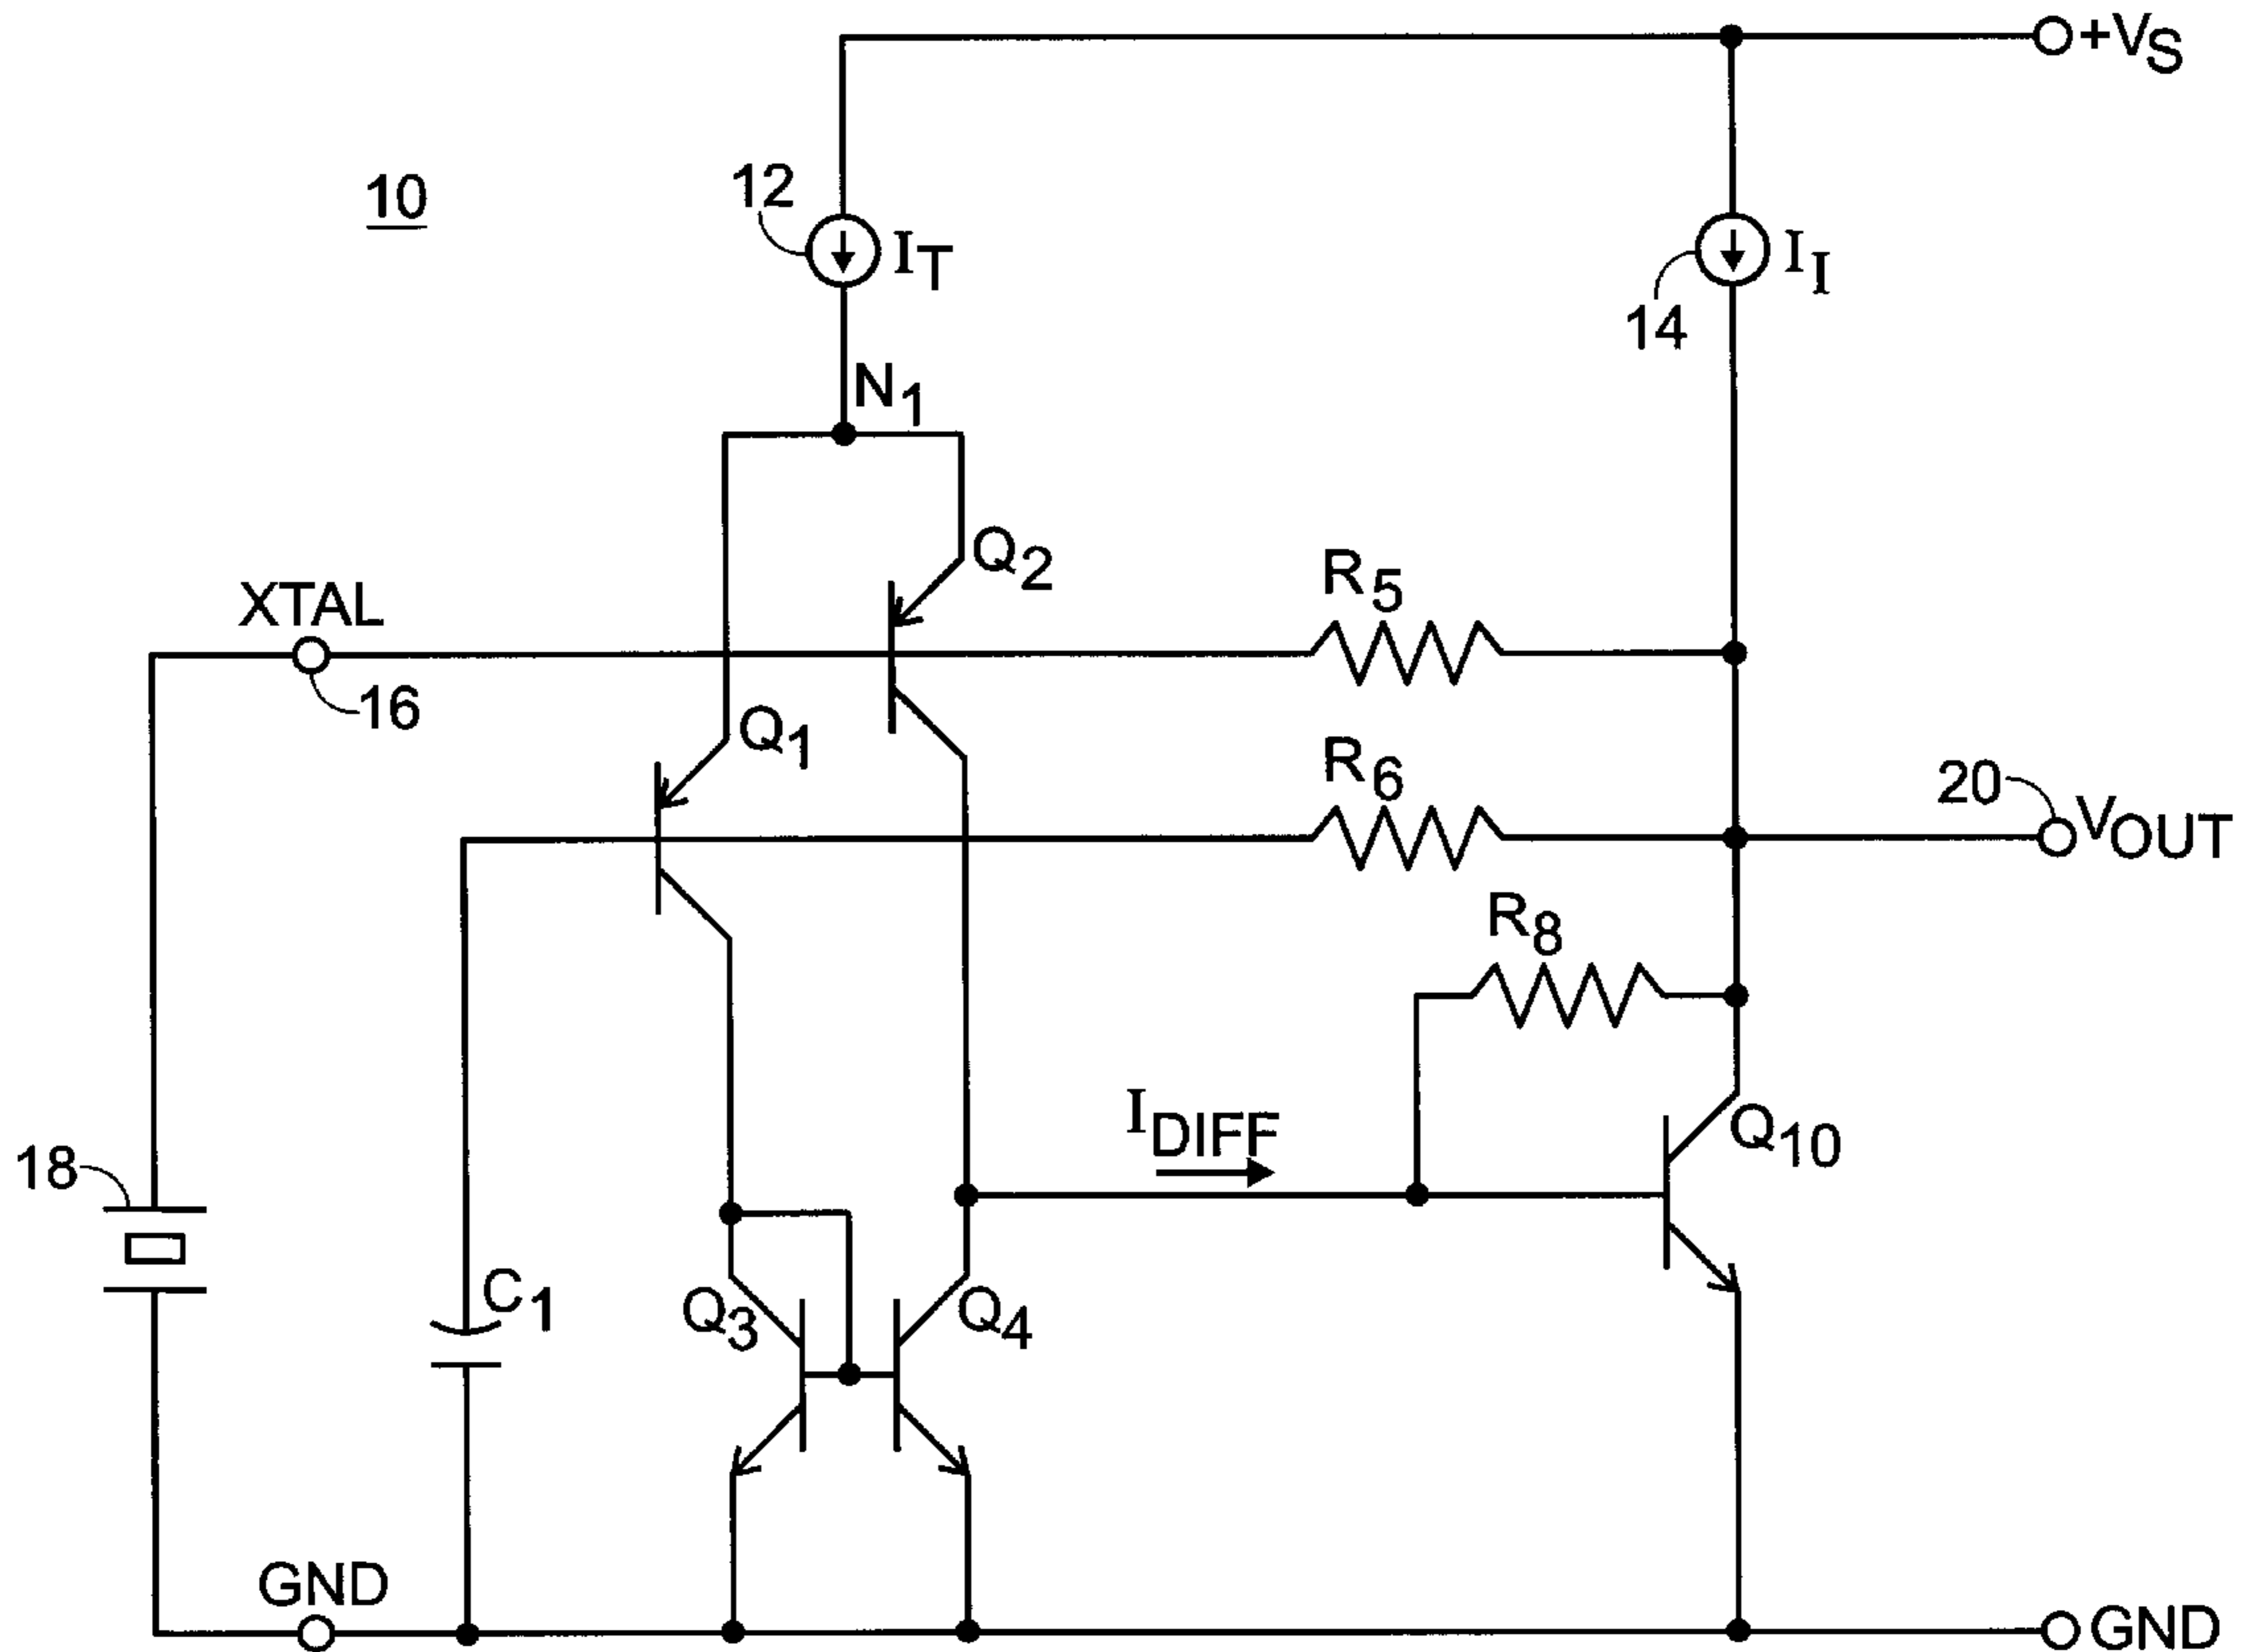 +VS
10
12
IT
14
II
N1
Q2
XTAL
16
R5
Q1
R6
20
VOUT
R8
IDIFF
Q10
18
C1
Q3
Q4
GND
GND